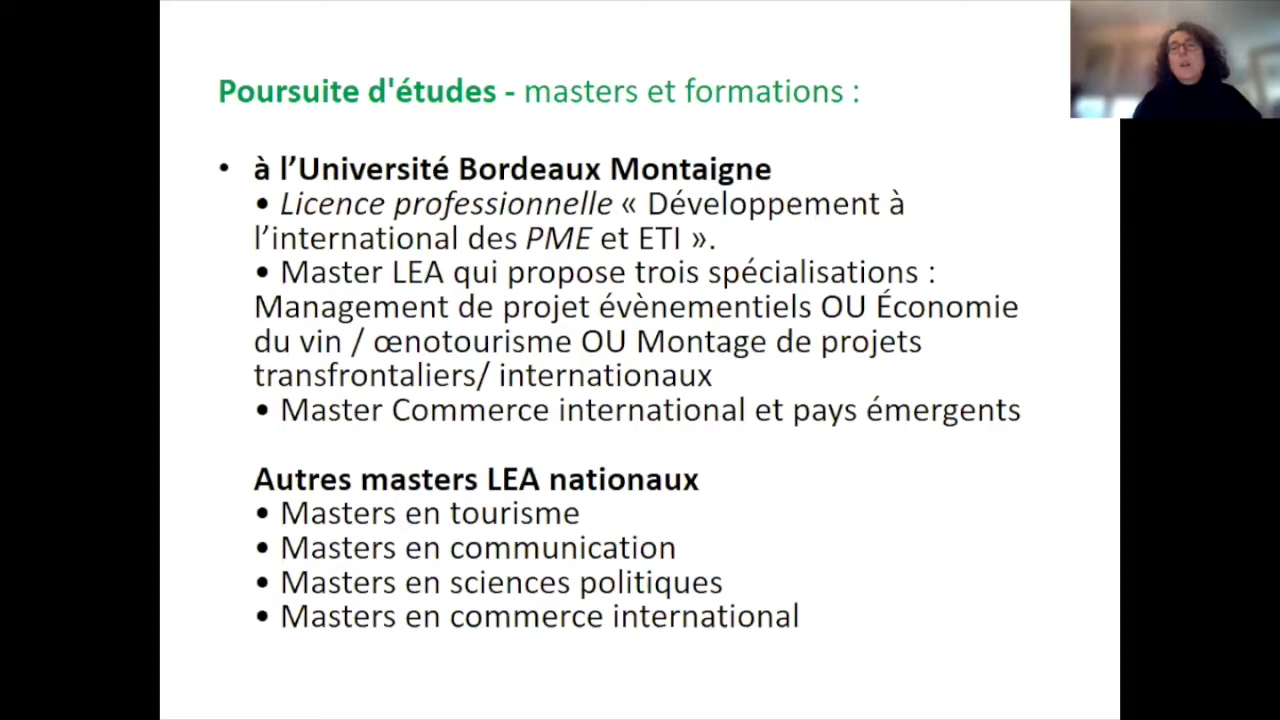 Poursuite d'études - masters et formations :
• à l’Université Bordeaux Montaigne
• Licence professionnelle « Développement à
l’international des PME et ETI ».
• Master LEA qui propose trois spécialisations :
Management de projet évènementiels OU Économie
du vin / œnotourisme OU Montage de projets
transfrontaliers/ internationaux
• Master Commerce international et pays émergents
Autres masters LEA nationaux
• Masters en tourisme
• Masters en communication
• Masters en sciences politiques
• Masters en commerce international